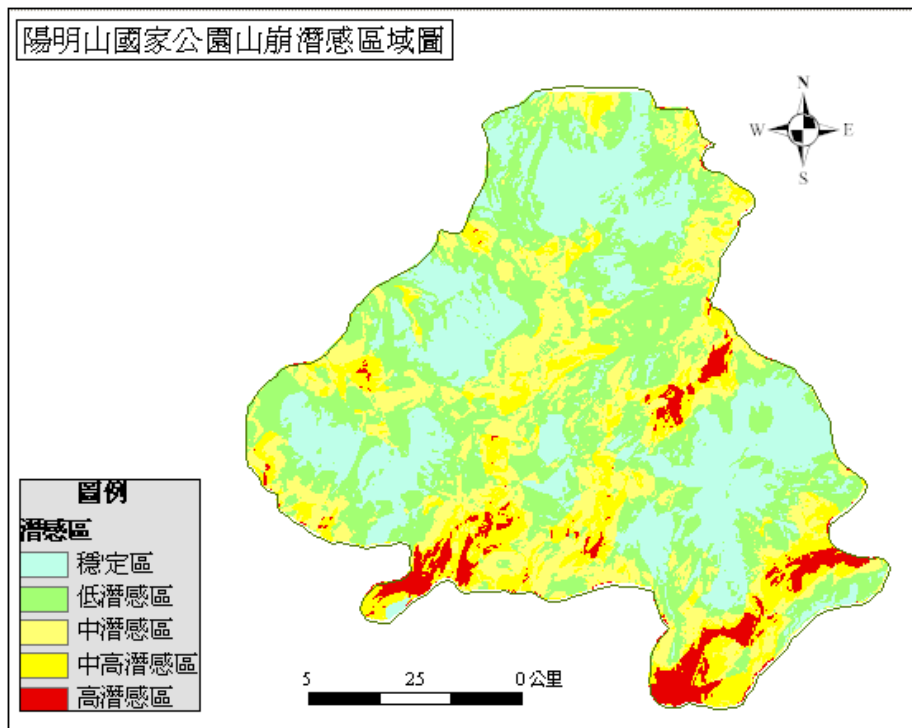 陽明山國家公園山崩潛感區域圖
N
W E
S
圖例
潛感區
穩定區
低潛感區
中潛感區
中高潛感區
高潛感區
5 25 0 公里